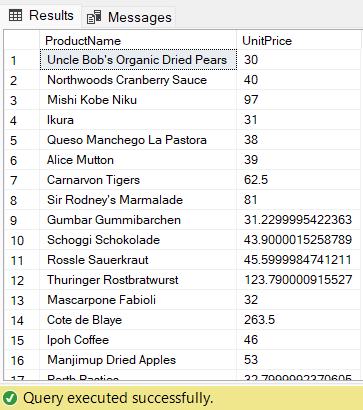 Results Messages
ProductName UnitPrice
1 Uncle Bob's Organic Dried Pears 30
2 Northwoods Cranberry Sauce 40
3 Mishi Kobe Niku 97
4 Ikura 31
5 Queso Manchego La Pastora 38
6 Alice Mutton 39
7 Carnarvon Tigers 62.5
8 Sir Rodney's Marmalade 81
9 Gumbar Gummibarchen 31.2299995422363
10 Schoggi Schokolade 43.9000015258789
11 Rossle Sauerkraut 45.5999984741211
12 Thuringer Rostbratwurst 123.790000915527
13 Mascarpone Fabioli 32
14 Cote de Blaye 263.5
15 Ipoh Coffee 46
16 Manjimup Dried Apples 53
17 Perth Pasties 32.7999992370605
Query executed successfully.